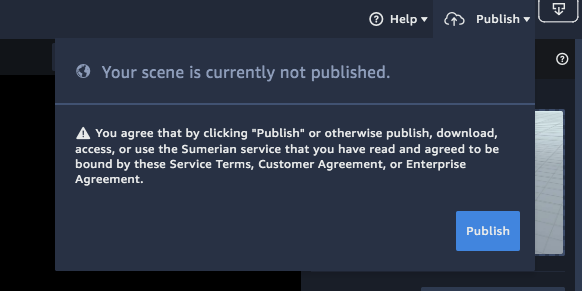 Help
Publish
Your scene is currently not published.
You agree that by clicking "Publish" or otherwise publish, download,
access, or use the Sumerian service that you have read and agreed to be
bound by these Service Terms, Customer Agreement, or Enterprise
Agreement.
Publish